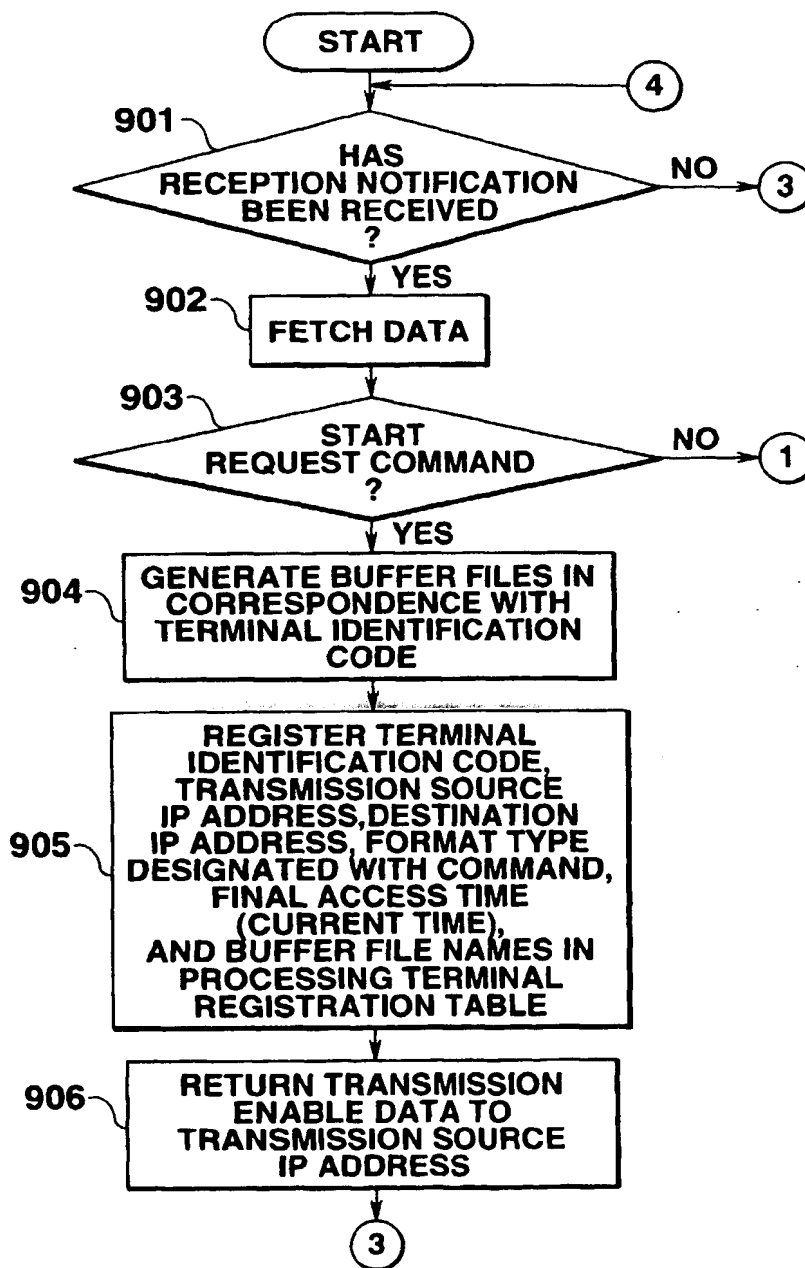 START
4
901
HAS
RECEPTION NOTIFICATION
BEEN RECEIVED
?
NO
3
YES
902
FETCH DATA
903
START
REQUEST COMMAND
?
NO
1
YES
904
GENERATE BUFFER FILES IN
CORRESPONDENCE WITH
TERMINAL IDENTIFICATION
CODE
905
REGISTER TERMINAL
IDENTIFICATION CODE,
TRANSMISSION SOURCE
IP ADDRESS,DESTINATION
IP ADDRESS, FORMAT TYPE
DESIGNATED WITH COMMAND,
FINAL ACCESS TIME
(CURRENT TIME),
AND BUFFER FILE NAMES IN
PROCESSING TERMINAL
REGISTRATION TABLE
906
RETURN TRANSMISSION
ENABLE DATA TO
TRANSMISSION SOURCE
IP ADDRESS
3